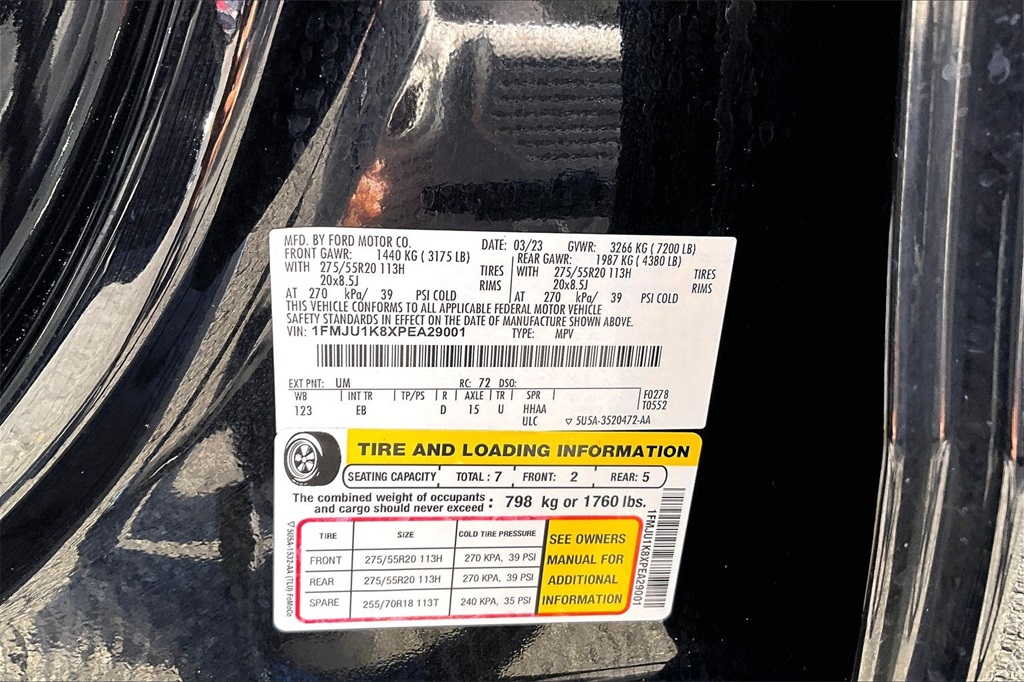 MFD. BY FORD MOTOR CO. DATE: 03/23 GVWR: 3266 KG ( 7200 LB)
FRONT GAWR: 1440 KG ( 3175 LB) REAR GAWR: 1987 KG ( 4380 LB)
WITH 275/55R20 113H TIRES WITH 275/55R20 113H TIRES
20x8.5J RIMS 20x8.5J RIMS
AT 270 kPa/ 39 PSI COLD AT 270 kPa/ 39 PSI COLD
THIS VEHICLE CONFORMS TO ALL APPLICABLE FEDERAL MOTOR VEHICLE
SAFETY STANDARDS IN EFFECT ON THE DATE OF MANUFACTURE SHOWN ABOVE.
VIN: 1FMJU1K8XPEA29001 TYPE: MPV
EXT PNT: UM RC: 72 DSO:
WB INT TR TP/PS R AXLE TR SPR F0278
123 EB D 15 U HHAA T0552
ULC ▽ 5U5A-3520472-AA
TIRE AND LOADING INFORMATION
SEATING CAPACITY TOTAL : 7 FRONT: 2 REAR: 5
The combined weight of occupants
and cargo should never exceed : 798 kg or 1760 lbs.
TIRE SIZE COLD TIRE PRESSURE
FRONT 275/55R20 113H 270 KPA, 39 PSI
REAR 275/55R20 113H 270 KPA, 39 PSI
SPARE 255/70R18 113T 240 KPA, 35 PSI
SEE OWNERS
MANUAL FOR
ADDITIONAL
INFORMATION
▽ 5U5A-1532-AA (TLU) FoMoCo
1FMJU1K8XPEA29001